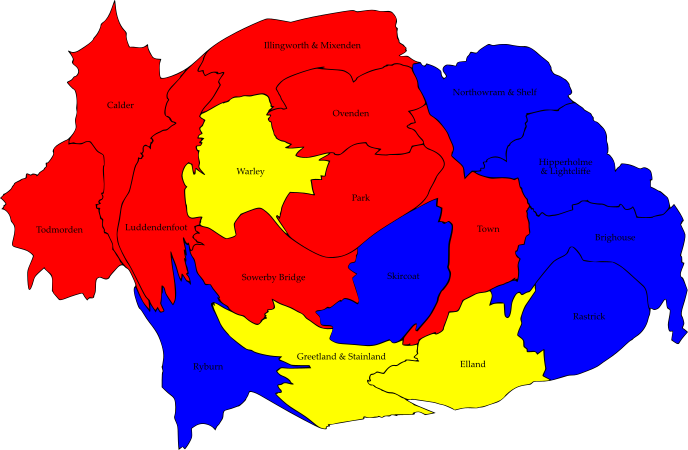 Illingworth & Mixenden
Calder
Northowram & Shelf
Ovenden
Warley
Hipperholme
& Lightcliffe
Park
Todmorden
Luddendenfoot
Town
Brighouse
Sowerby Bridge
Skircoat
Rastrick
Greetland & Stainland
Elland
Ryburn